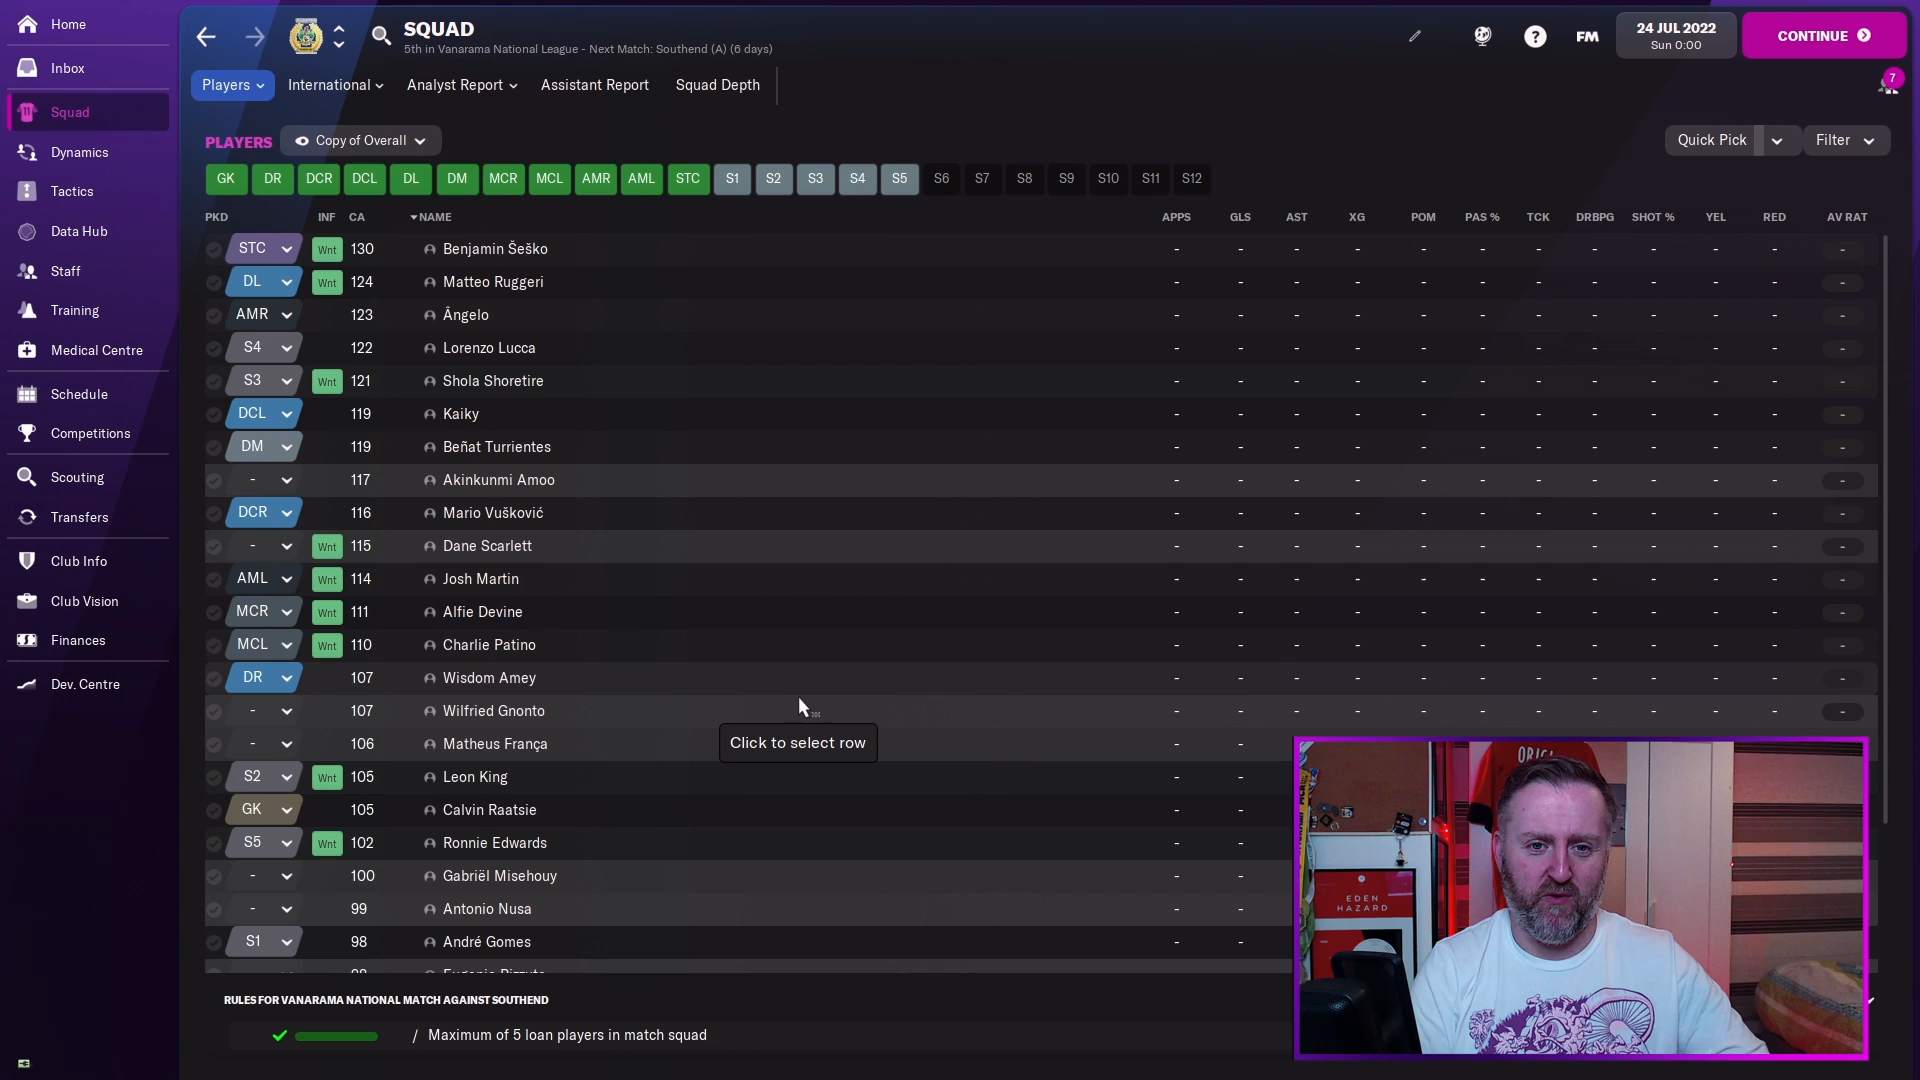 Home
Inbox
Squad
Dynamics
Tactics
Data Hub
Staff
Training
Medical Centre
Schedule
Competitions
Scouting
Transfers
Club Info
Club Vision
Finances
Dev. Centre
SQUAD
5th in Vanarama National League - Next Match: Southend (A) (6 days)
FM
24 JUL 2022
Sun 0:00
CONTINUE
Players International Analyst Report Assistant Report Squad Depth
7
PLAYERS Copy of Overall Quick Pick Filter
GK DR DCR DCL DL DM MCR MCL AMR AML STC S1 S2 S3 S4 S5 S6 S7 S8 S9 S10 S11 S12
PKD INF CA NAME APPS GLS AST XG POM PAS % TCK DRBPG SHOT % YEL RED AV RAT
STC Wnt 130 Benjamin Šeško - - - - - - - - - - - -
DL Wnt 124 Matteo Ruggeri - - - - - - - - - - - -
AMR 123 Ângelo - - - - - - - - - - - -
S4 122 Lorenzo Lucca - - - - - - - - - - - -
S3 Wnt 121 Shola Shoretire - - - - - - - - - - - -
DCL 119 Kaiky - - - - - - - - - - - -
DM 119 Beñat Turrientes - - - - - - - - - - - -
- 117 Akinkunmi Amoo - - - - - - - - - - - -
DCR 116 Mario Vušković - - - - - - - - - - - -
- Wnt 115 Dane Scarlett - - - - - - - - - - - -
AML Wnt 114 Josh Martin - - - - - - - - - - - -
MCR Wnt 111 Alfie Devine - - - - - - - - - - - -
MCL Wnt 110 Charlie Patino - - - - - - - - - - - -
DR 107 Wisdom Amey - - - - - - - - - - - -
- 107 Wilfried Gnonto - - - - - - - - - - - -
- 106 Matheus França - -
Click to select row
S2 Wnt 105 Leon King - -
GK 105 Calvin Raatsie - -
S5 Wnt 102 Ronnie Edwards - -
- 100 Gabriël Misehouy - -
- 99 Antonio Nusa - -
S1 98 André Gomes - -
RULES FOR VANARAMA NATIONAL MATCH AGAINST SOUTHEND
/ Maximum of 5 loan players in match squad
EDEN
HAZARD